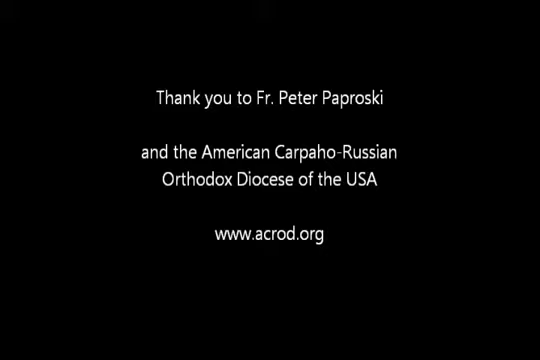 Thank you to Fr. Peter Paproski
and the American Carpaho-Russian
Orthodox Diocese of the USA
www.acrod.org